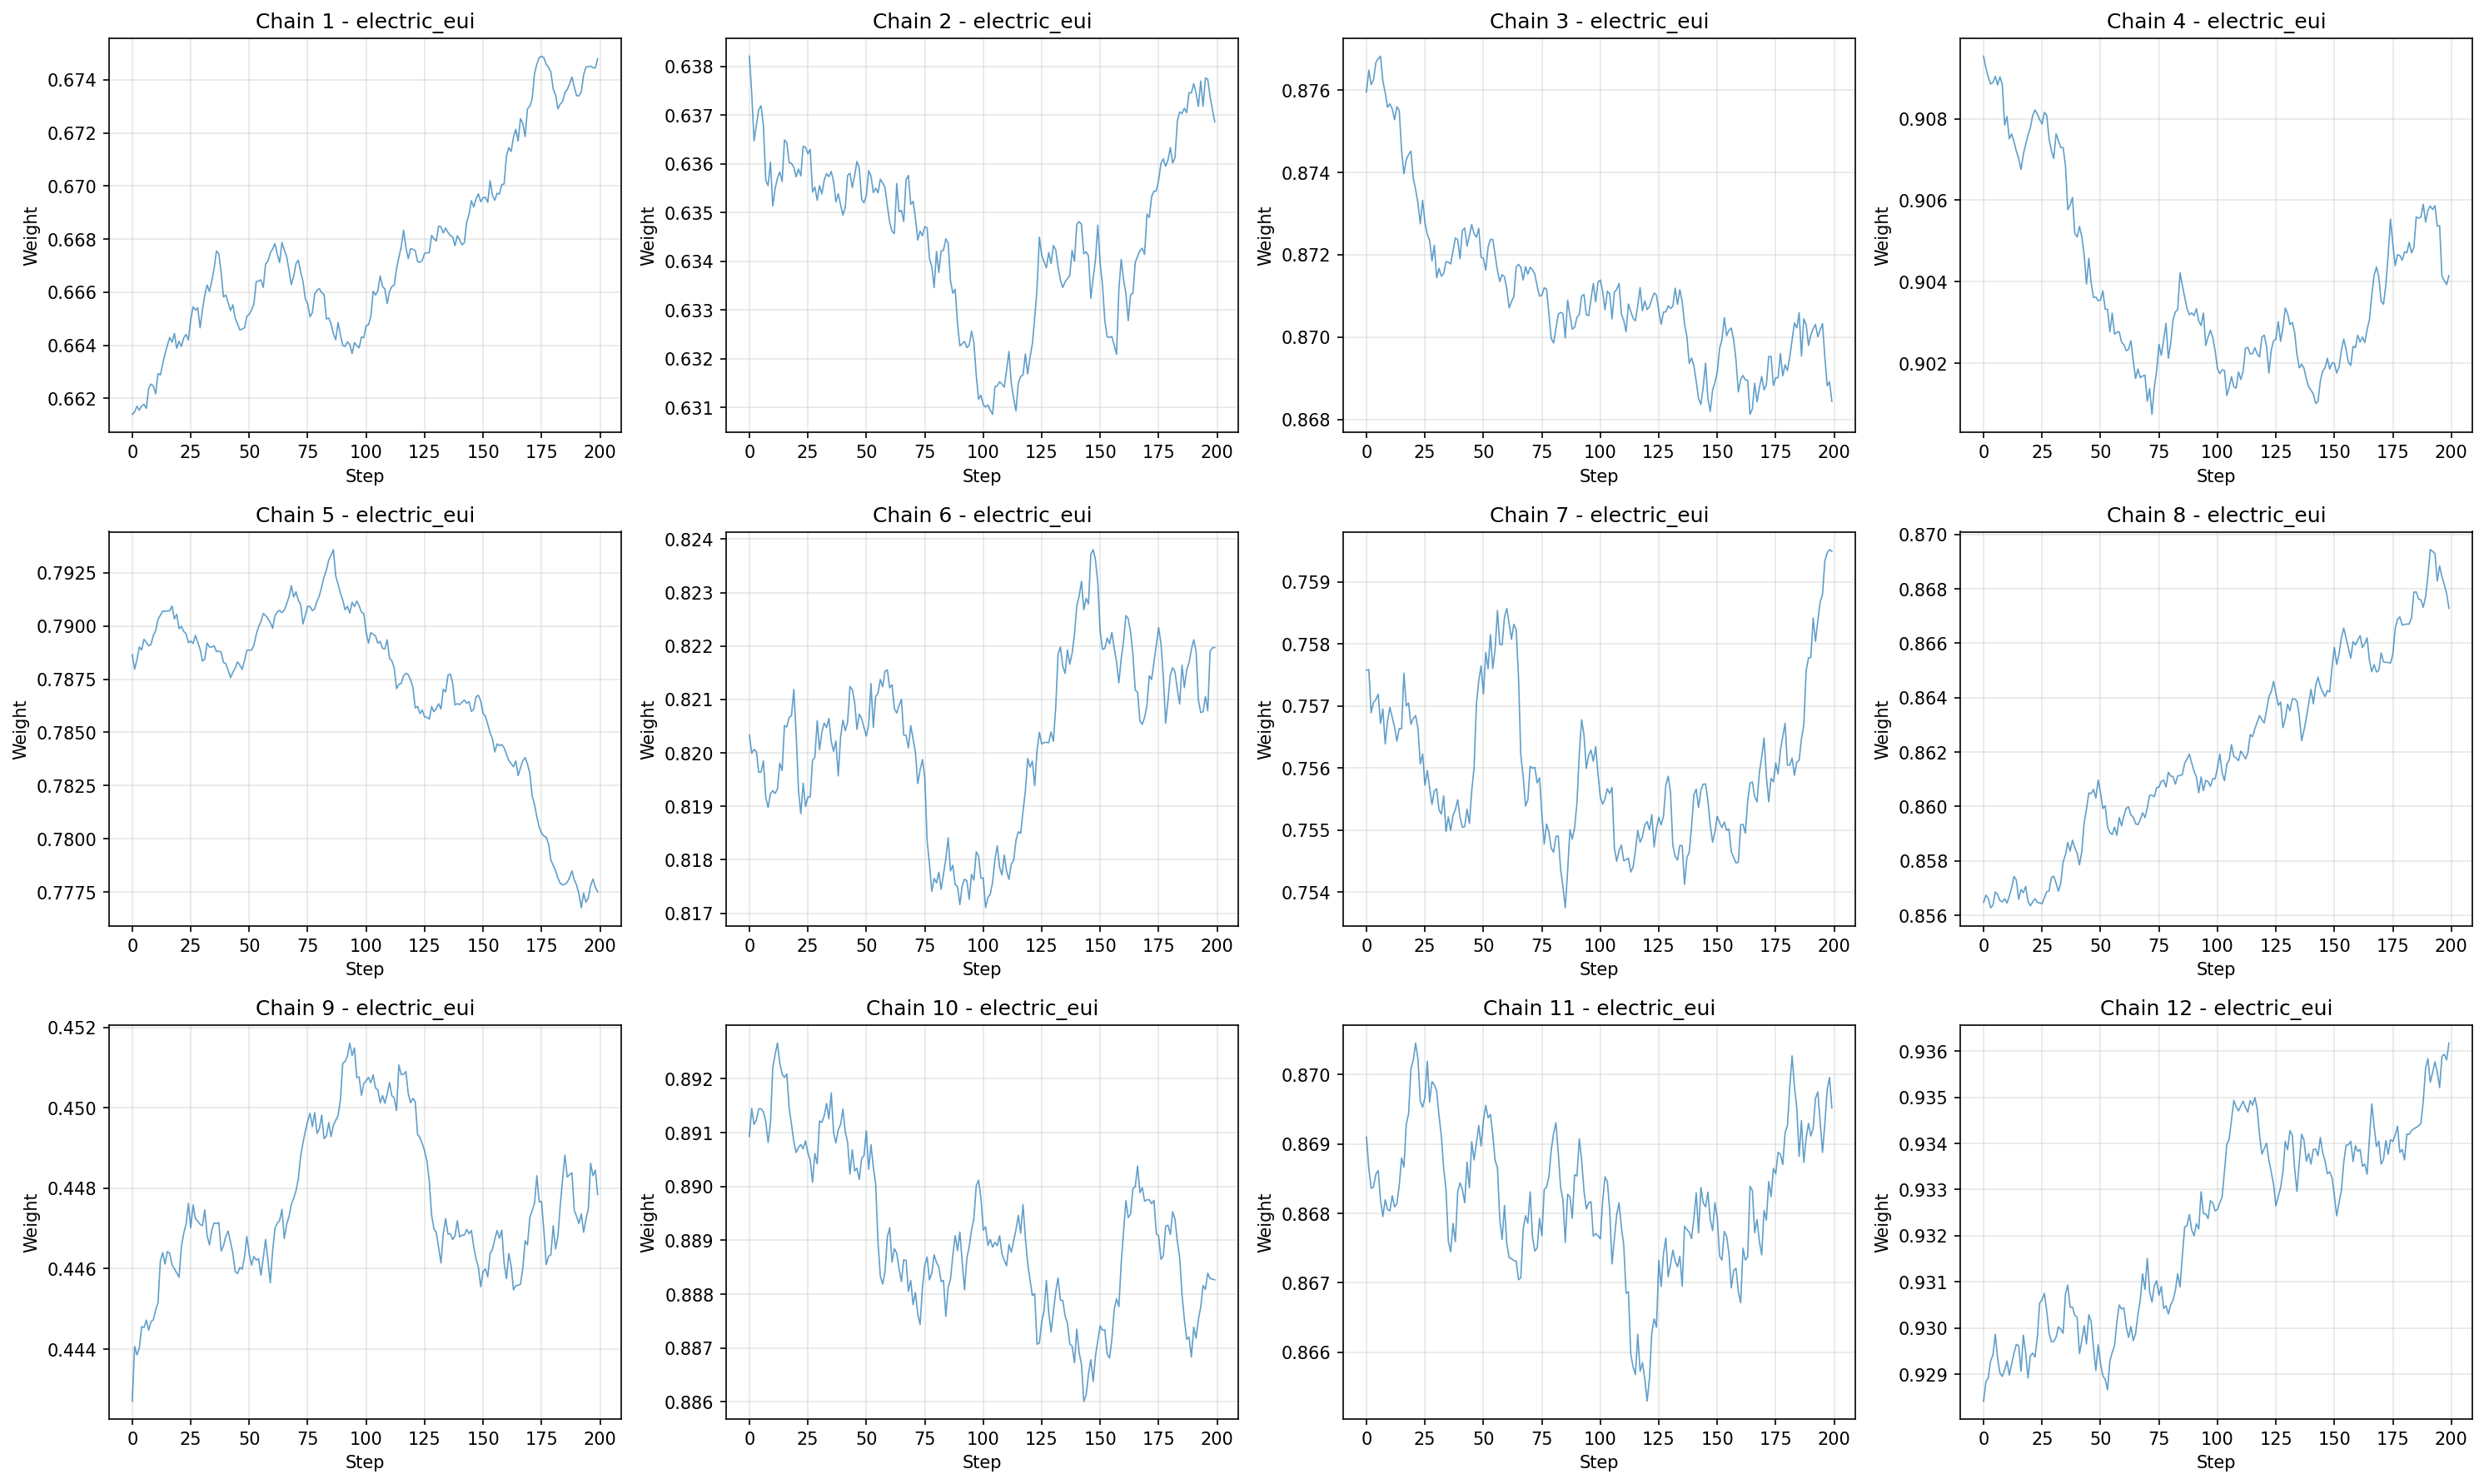 Chain 1 - electric_eui
Weight
0.674
0.672
0.670
0.668
0.666
0.664
0.662
0 25 50 75 100 125 150 175 200
Step
Chain 2 - electric_eui
Weight
0.638
0.637
0.636
0.635
0.634
0.633
0.632
0.631
0 25 50 75 100 125 150 175 200
Step
Chain 3 - electric_eui
Weight
0.876
0.874
0.872
0.870
0.868
0 25 50 75 100 125 150 175 200
Step
Chain 4 - electric_eui
Weight
0.908
0.906
0.904
0.902
0 25 50 75 100 125 150 175 200
Step
Chain 5 - electric_eui
Weight
0.7925
0.7900
0.7875
0.7850
0.7825
0.7800
0.7775
0 25 50 75 100 125 150 175 200
Step
Chain 6 - electric_eui
Weight
0.824
0.823
0.822
0.821
0.820
0.819
0.818
0.817
0 25 50 75 100 125 150 175 200
Step
Chain 7 - electric_eui
Weight
0.759
0.758
0.757
0.756
0.755
0.754
0 25 50 75 100 125 150 175 200
Step
Chain 8 - electric_eui
Weight
0.870
0.868
0.866
0.864
0.862
0.860
0.858
0.856
0 25 50 75 100 125 150 175 200
Step
Chain 9 - electric_eui
Weight
0.452
0.450
0.448
0.446
0.444
0 25 50 75 100 125 150 175 200
Step
Chain 10 - electric_eui
Weight
0.892
0.891
0.890
0.889
0.888
0.887
0.886
0 25 50 75 100 125 150 175 200
Step
Chain 11 - electric_eui
Weight
0.870
0.869
0.868
0.867
0.866
0 25 50 75 100 125 150 175 200
Step
Chain 12 - electric_eui
Weight
0.936
0.935
0.934
0.933
0.932
0.931
0.930
0.929
0 25 50 75 100 125 150 175 200
Step